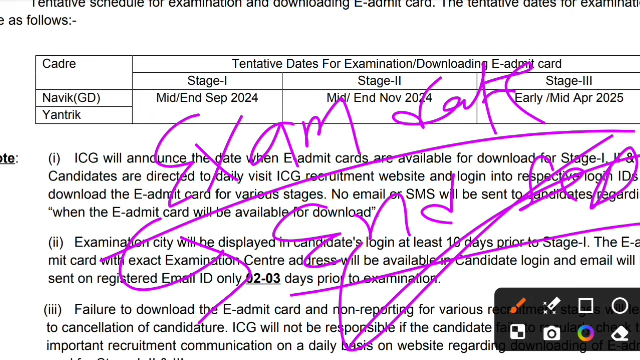 Tentative schedule for examination and downloading E-admit card. The tentative dates for
e as follows:-
Cadre Tentative Dates For Examination/Downloading E-admit card
Stage-I Stage-II Stage-III
Navik(GD) Mid/End Sep 2024 Mid/ End Nov 2024 Early /Mid Apr 2025
Yantrik
exam date
ote: (i) ICG will announce the date when E-admit cards are available for download for Stage-I, II &
Candidates are directed to daily visit ICG recruitment website and login into respective login IDs
download the E-admit card for various stages. No email or SMS will be sent to candidates regarding
“when the E-admit card will be available for download”.
(ii) Examination city will be displayed in candidate's login at least 10 days prior to Stage-I. The E-a
mit card with exact Examination Centre address will be available in Candidate login and email will
sent on registered Email ID only 02-03 days prior to examination.
(iii) Failure to download the E-admit card and non-reporting for various
to cancellation of candidature. ICG will not be responsible if the candidate
important recruitment communication on a daily basis on website regarding downloading of E-adm